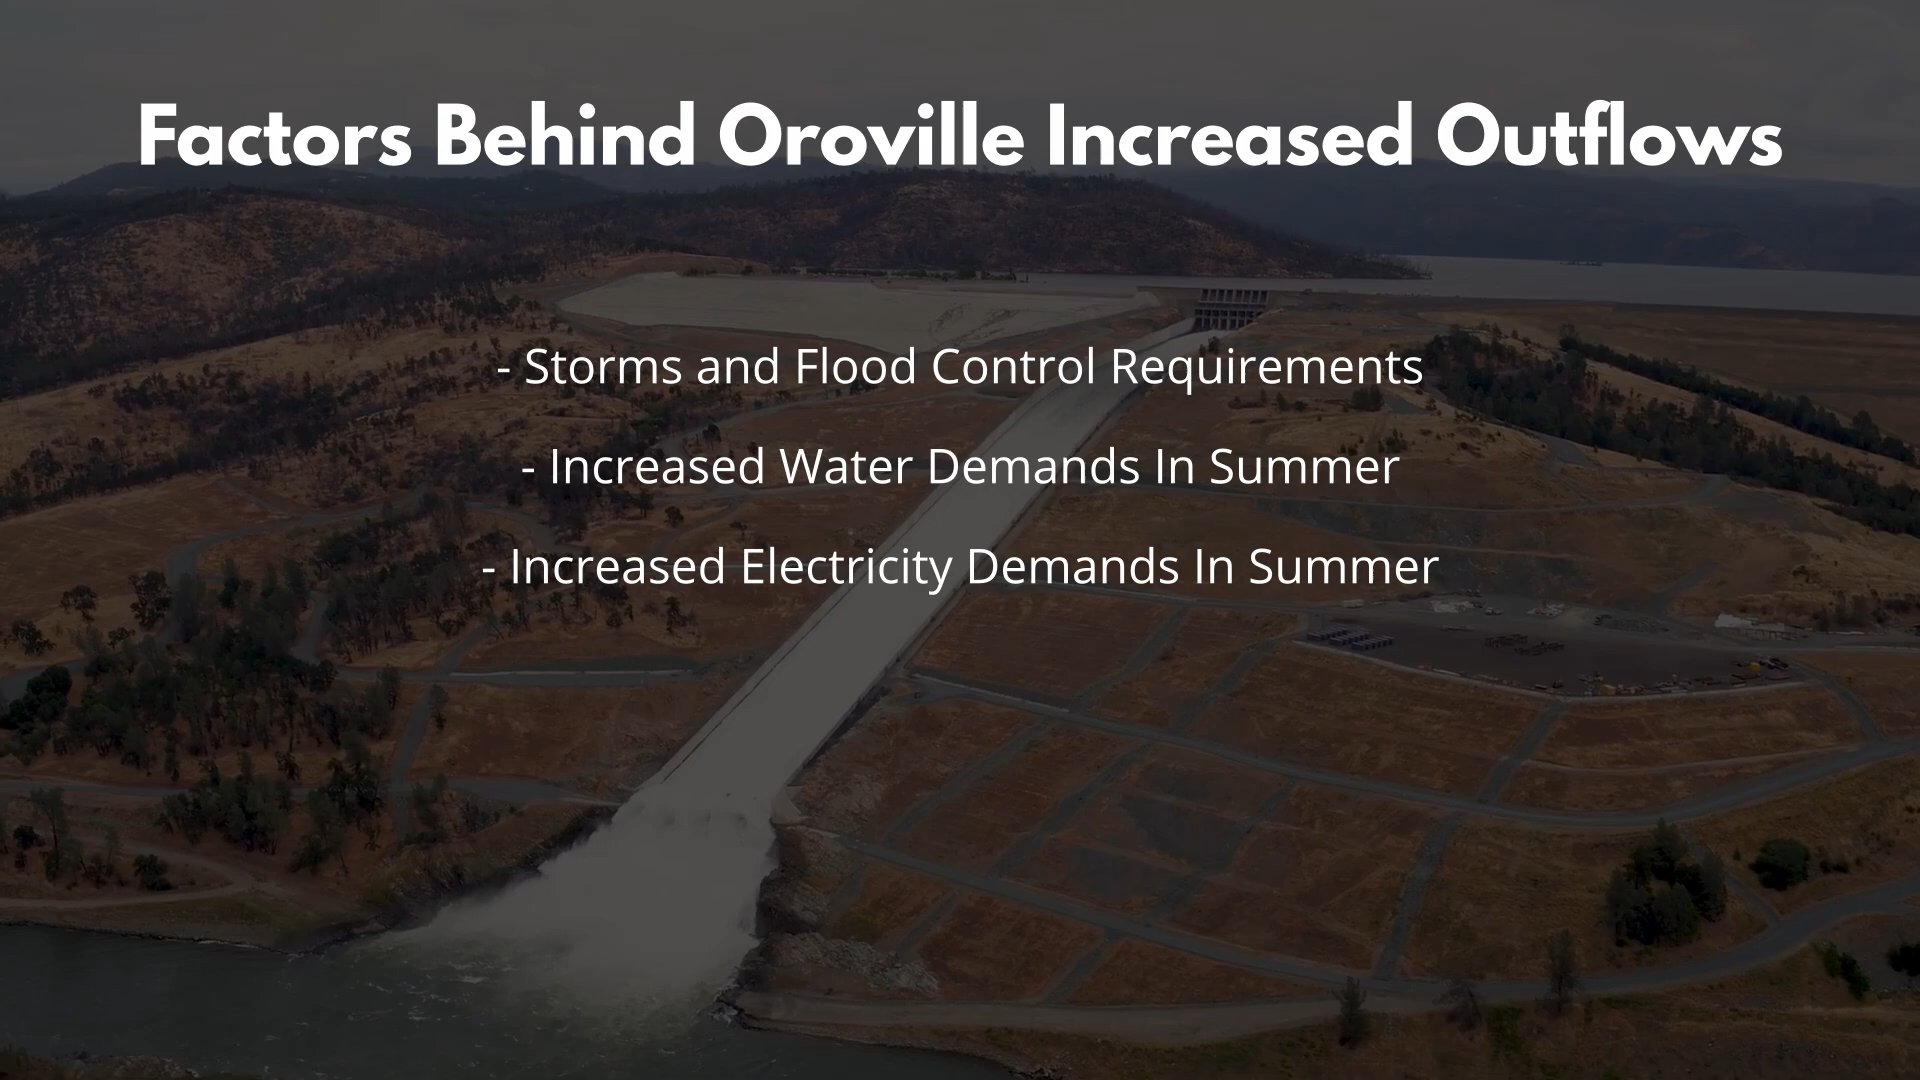 Factors Behind Oroville Increased Outflows
- Storms and Flood Control Requirements
- Increased Water Demands In Summer
- Increased Electricity Demands In Summer